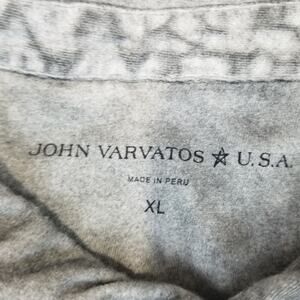 JOHN VARVATOS ☆ U.S.A.
MADE IN PERU
XL